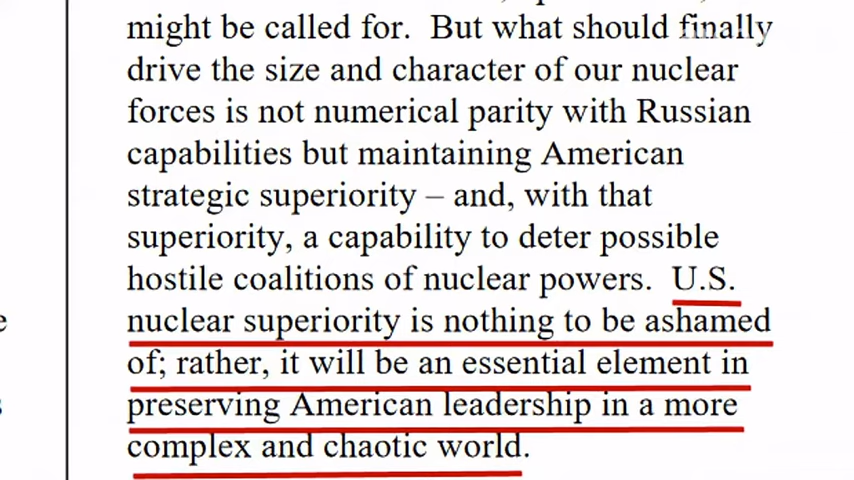 might be called for. But what should finally
drive the size and character of our nuclear
forces is not numerical parity with Russian
capabilities but maintaining American
strategic superiority – and, with that
superiority, a capability to deter possible
hostile coalitions of nuclear powers. U.S.
nuclear superiority is nothing to be ashamed
of; rather, it will be an essential element in
preserving American leadership in a more
complex and chaotic world.